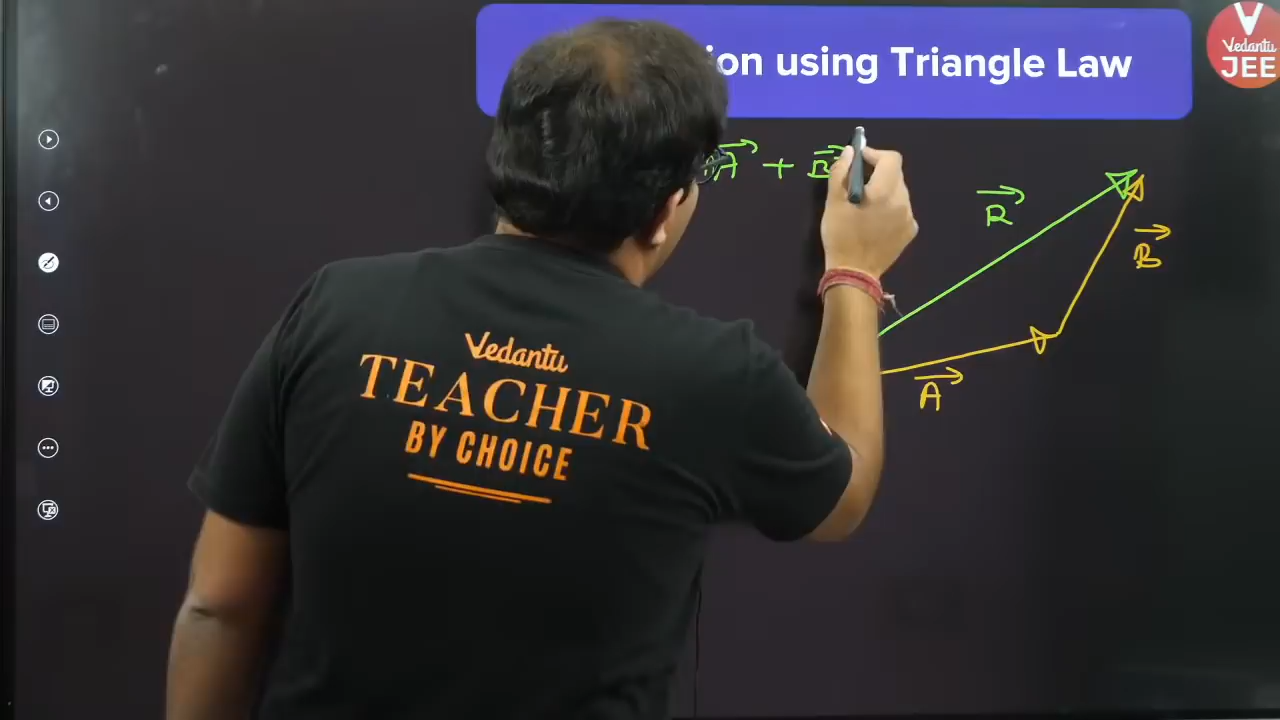 ion using Triangle Law
Vedantu
JEE
A + B
R
B
A
Vedantu
TEACHER
BY CHOICE